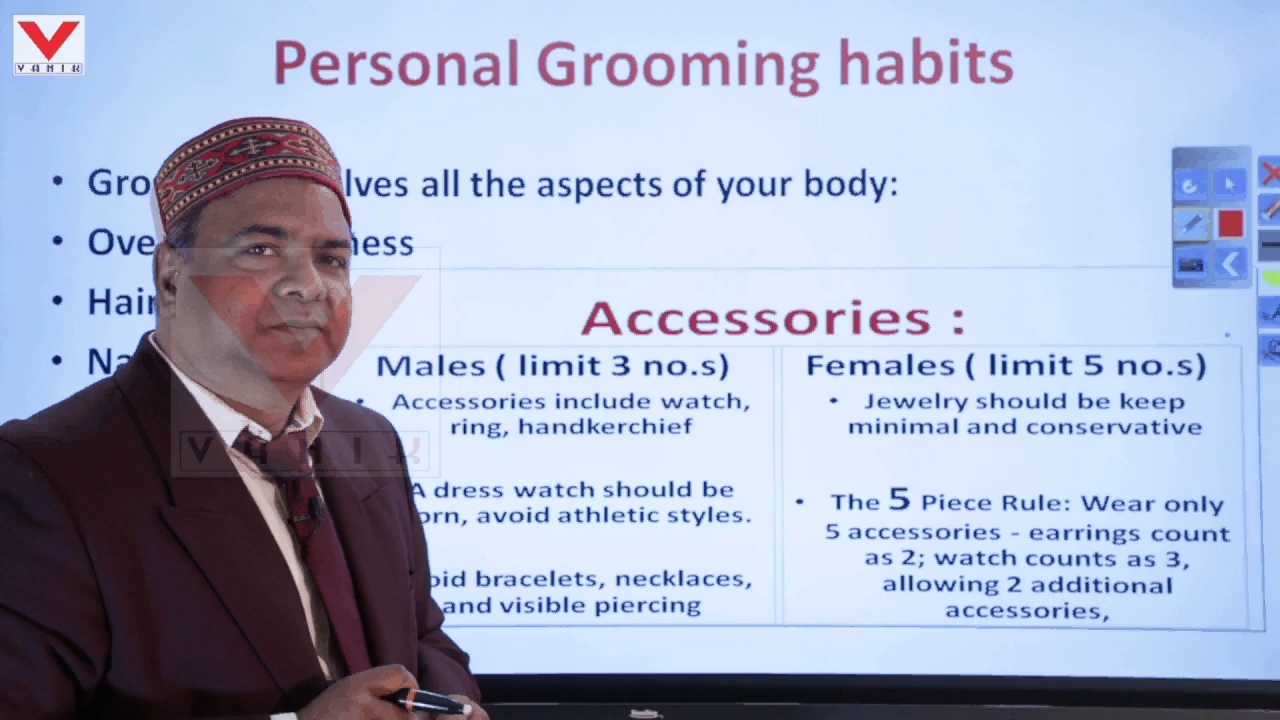 VANIK
Personal Grooming habits
• Gro lves all the aspects of your body:
• Ove ness
• Hair
• Na
Accessories :
Males ( limit 3 no.s)
• Accessories include watch,
ring, handkerchief
A dress watch should be
orn, avoid athletic styles.
oid bracelets, necklaces,
and visible piercing
Females ( limit 5 no.s)
• Jewelry should be keep
minimal and conservative
• The 5 Piece Rule: Wear only
5 accessories - earrings count
as 2; watch counts as 3,
allowing 2 additional
accessories,
VANIK